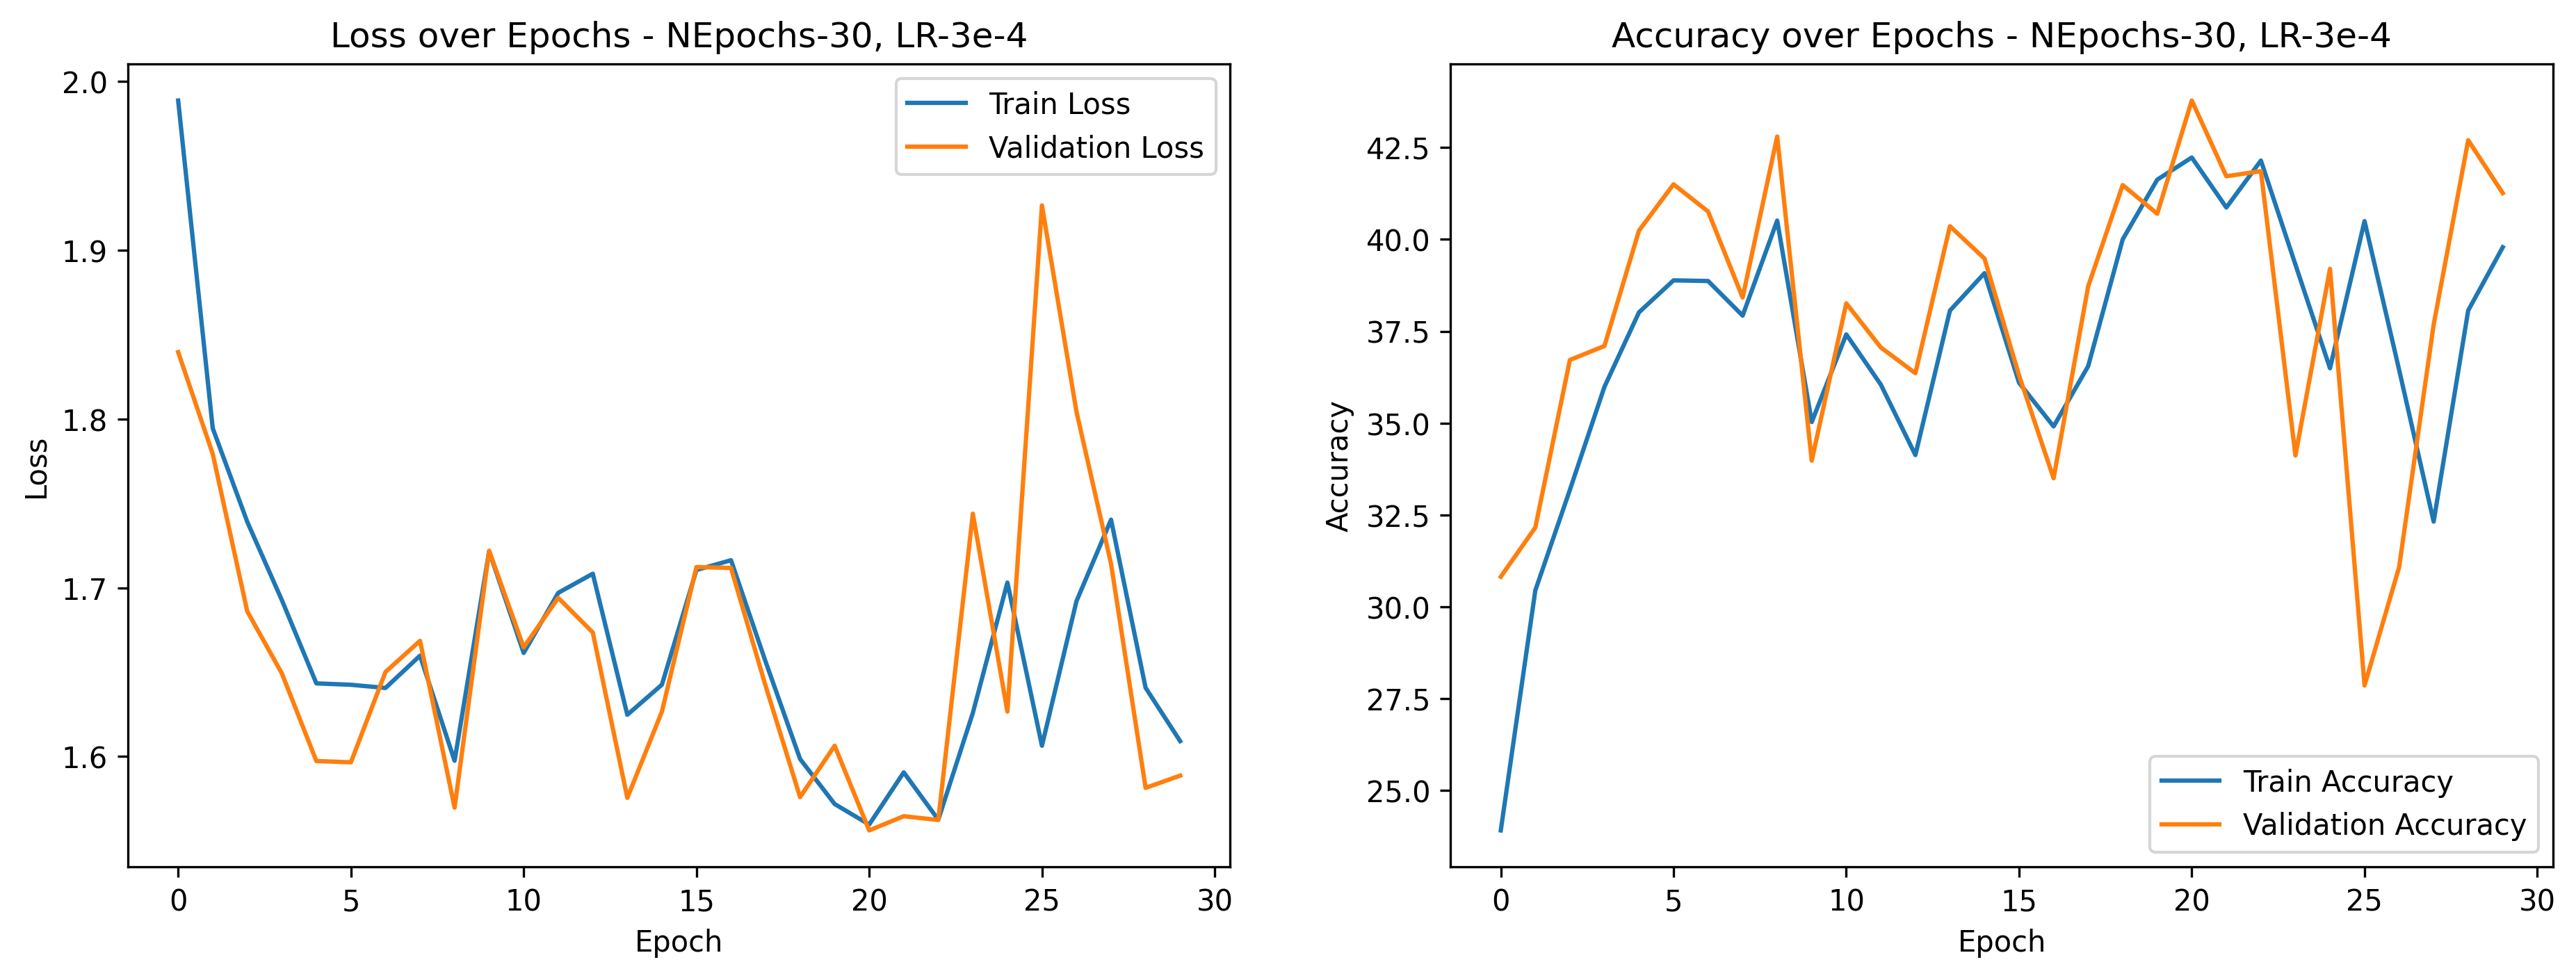 Loss over Epochs - NEpochs-30, LR-3e-4
2.0
1.9
1.8
1.7
1.6
Loss
0 5 10 15 20 25 30
Epoch
Train Loss
Validation Loss
Accuracy over Epochs - NEpochs-30, LR-3e-4
42.5
40.0
37.5
35.0
32.5
30.0
27.5
25.0
Accuracy
0 5 10 15 20 25 30
Epoch
Train Accuracy
Validation Accuracy